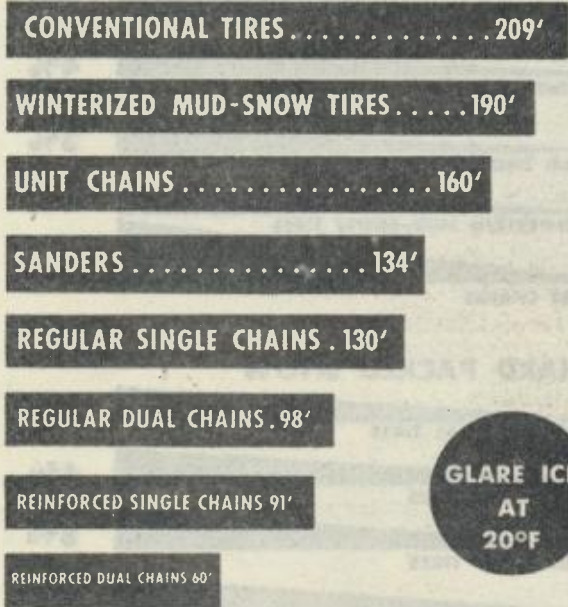 CONVENTIONAL TIRES..............209′
WINTERIZED MUD-SNOW TIRES.....190′
UNIT CHAINS.................160′
SANDERS................134′
REGULAR SINGLE CHAINS.130′
REGULAR DUAL CHAINS.98′
REINFORCED SINGLE CHAINS 91′
REINFORCED DUAL CHAINS 60′
GLARE ICE
AT
20°F